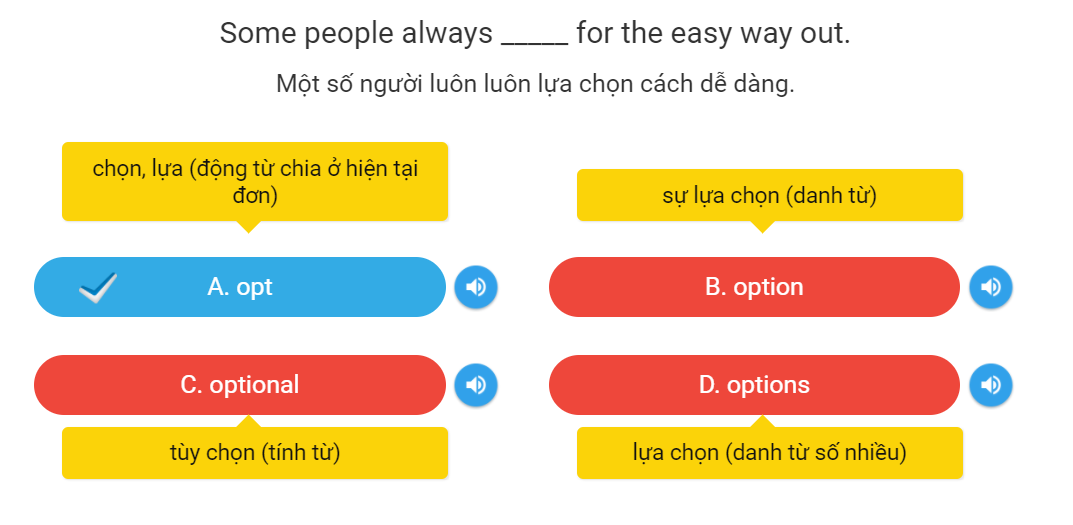 Some people always _____ for the easy way out.
Một số người luôn luôn lựa chọn cách dễ dàng.
chọn, lựa (động từ chia ở hiện tại
đơn)
sự lựa chọn (danh từ)
A. opt
B. option
C. optional
D. options
tùy chọn (tính từ)
lựa chọn (danh từ số nhiều)